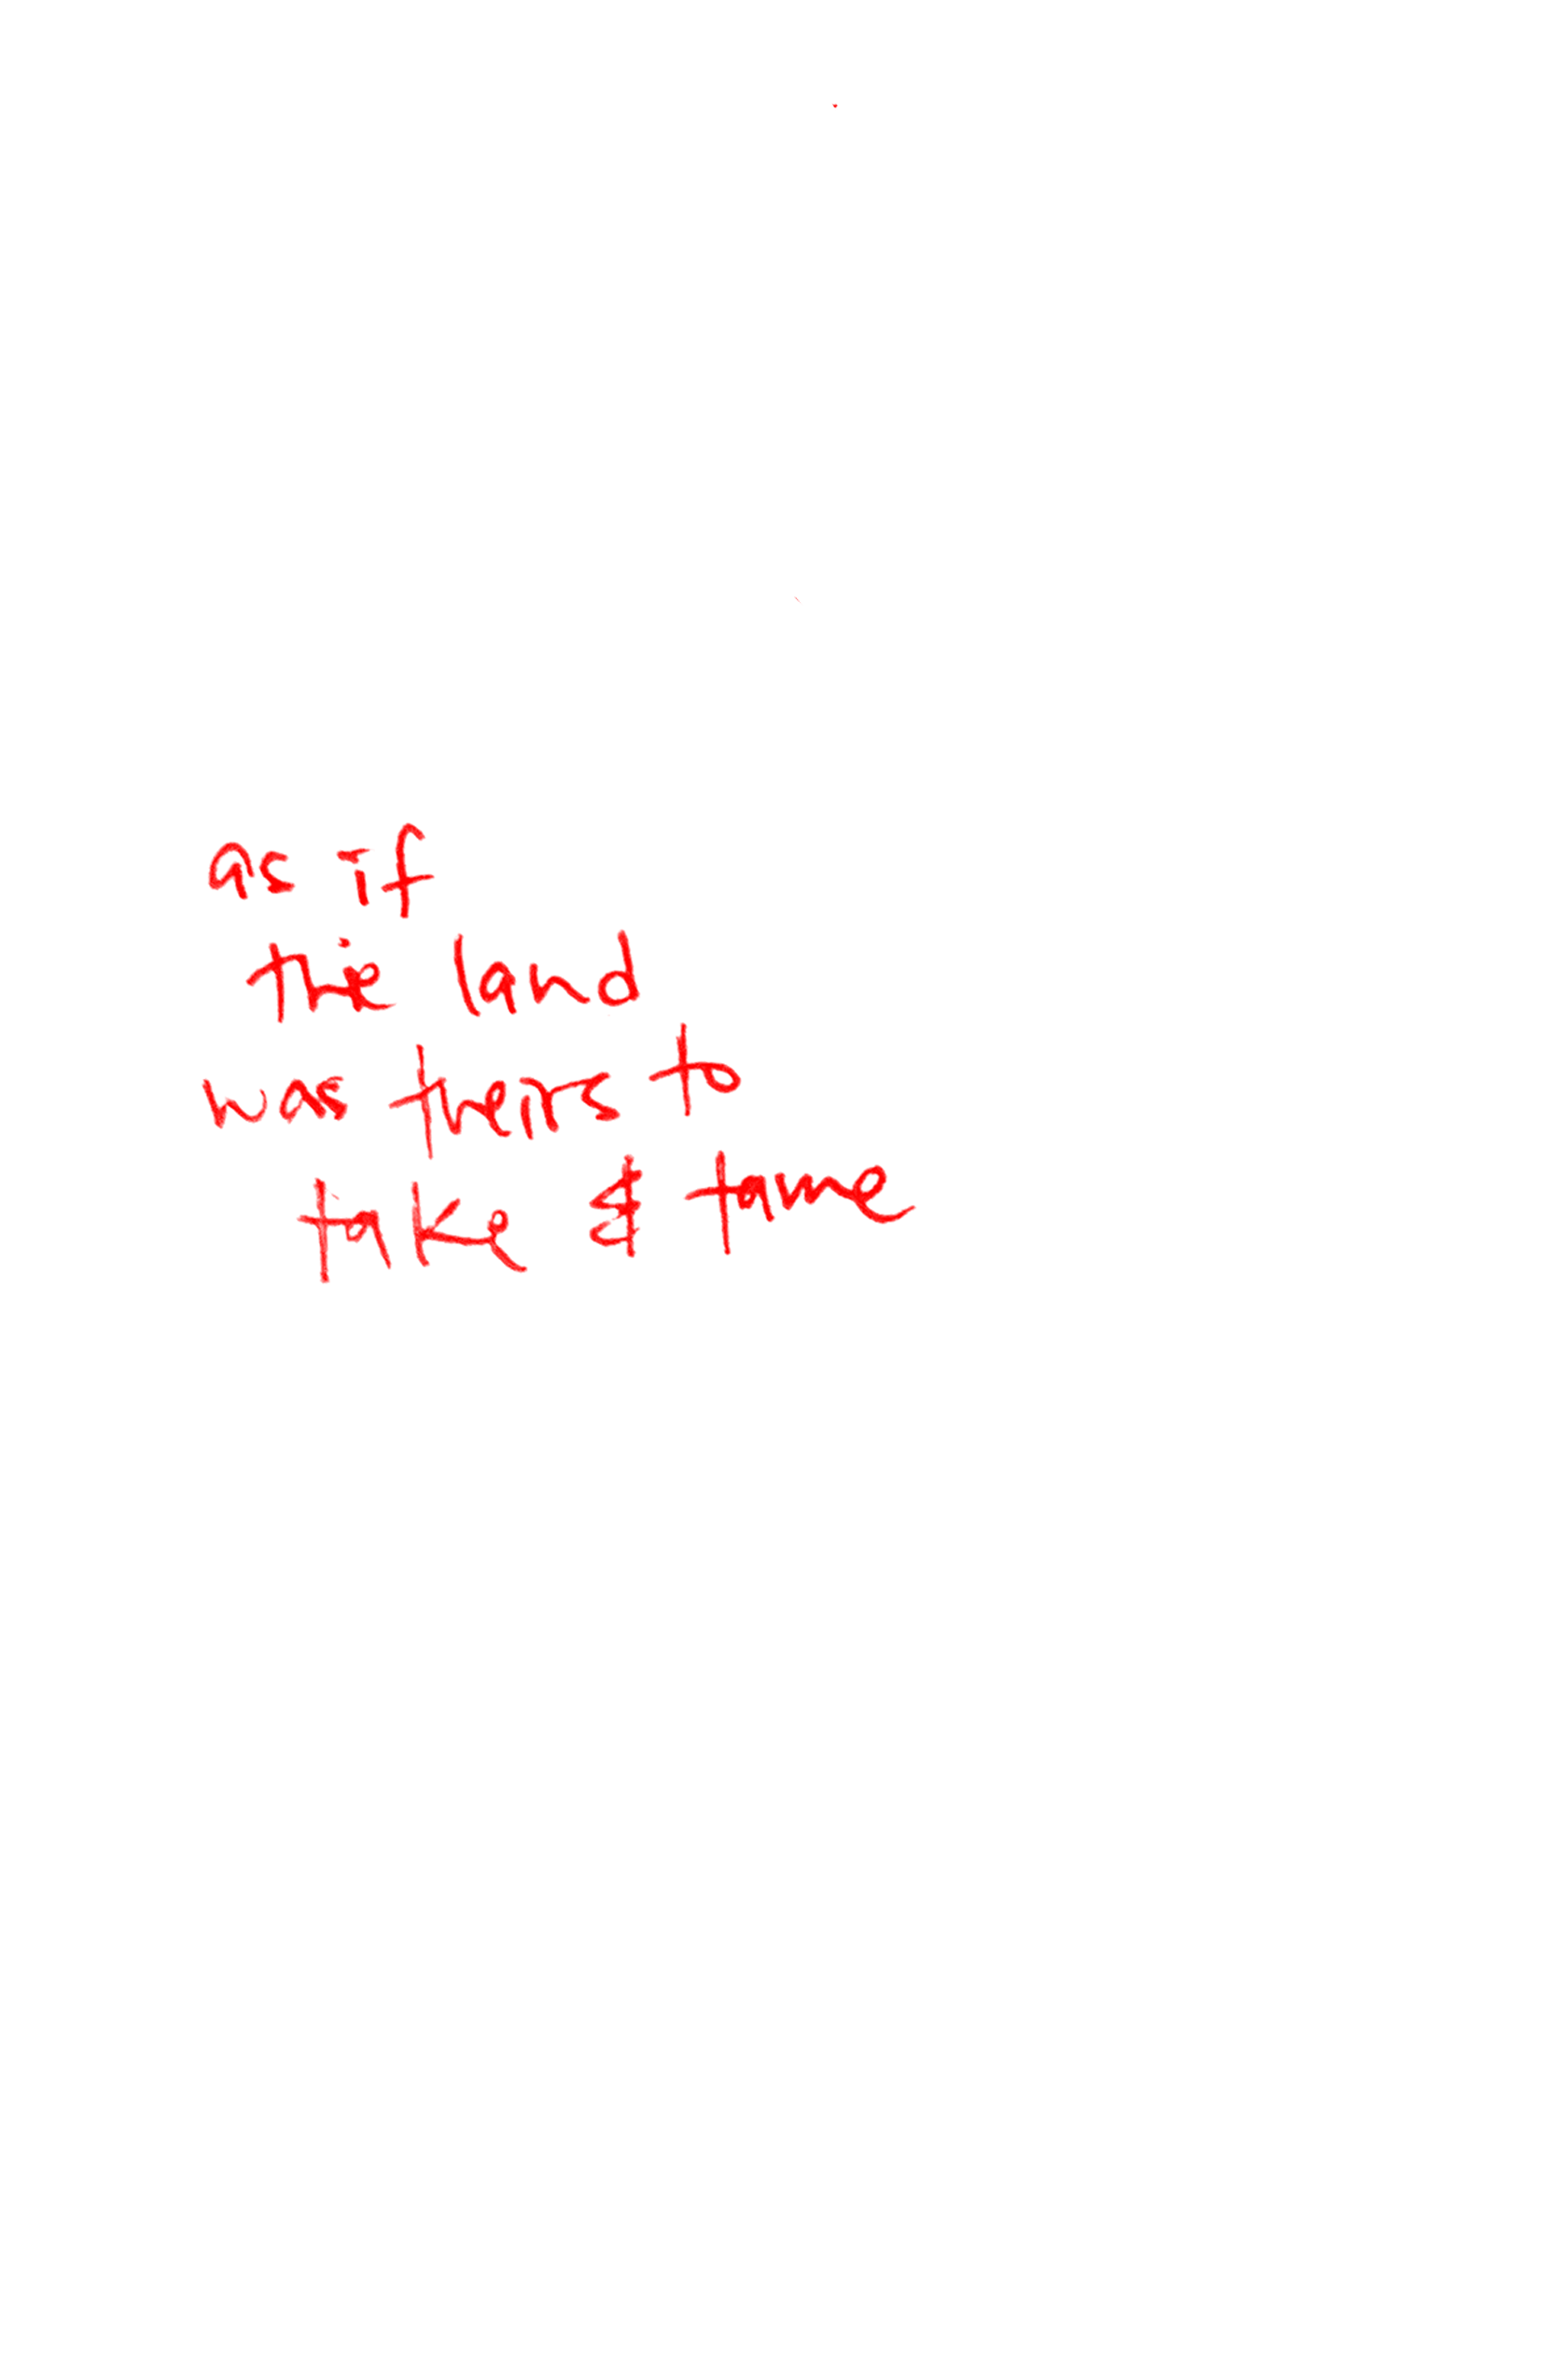 as if
the land
was theirs to
take & tame